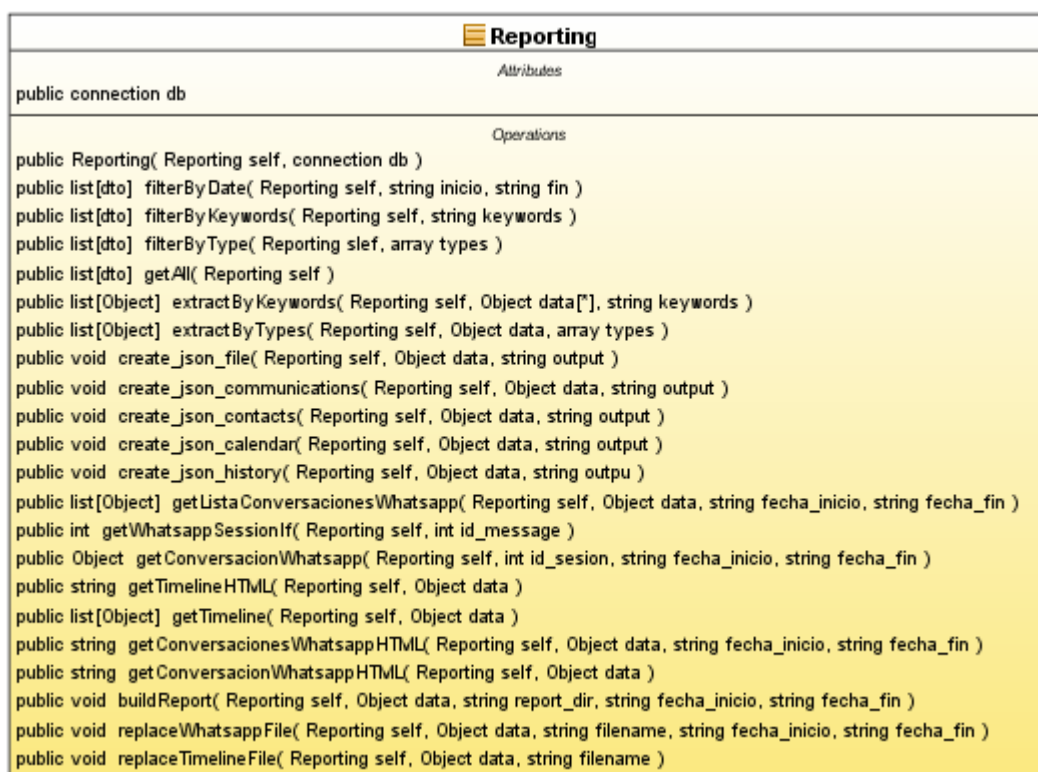 Reporting
Attributes
public connection db
Operations
public Reporting( Reporting self, connection db )
public list[dto] filterByDate( Reporting self, string inicio, string fin )
public list[dto] filterByKeywords( Reporting self, string keywords )
public list[dto] filterByType( Reporting slef, array types )
public list[dto] getAll( Reporting self )
public list[Object] extractByKeywords( Reporting self, Object data[*], string keywords )
public list[Object] extractByTypes( Reporting self, Object data, array types )
public void create_json_file( Reporting self, Object data, string output )
public void create_json_communications( Reporting self, Object data, string output )
public void create_json_contacts( Reporting self, Object data, string output )
public void create_json_calendar( Reporting self, Object data, string output )
public void create_json_history( Reporting self, Object data, string outpu )
public list[Object] getListaConversacionesWhatsapp( Reporting self, Object data, string fecha_inicio, string fecha_fin )
public int getWhatsappSessionIf( Reporting self, int id_message )
public Object getConversacionWhatsapp( Reporting self, int id_sesion, string fecha_inicio, string fecha_fin )
public string getTimelineHTML( Reporting self, Object data )
public list[Object] getTimeline( Reporting self, Object data )
public string getConversacionesWhatsappHTML( Reporting self, Object data, string fecha_inicio, string fecha_fin )
public string getConversacionWhatsappHTML( Reporting self, Object data )
public void buildReport( Reporting self, Object data, string report_dir, string fecha_inicio, string fecha_fin )
public void replaceWhatsappFile( Reporting self, Object data, string filename, string fecha_inicio, string fecha_fin )
public void replaceTimelineFile( Reporting self, Object data, string filename )